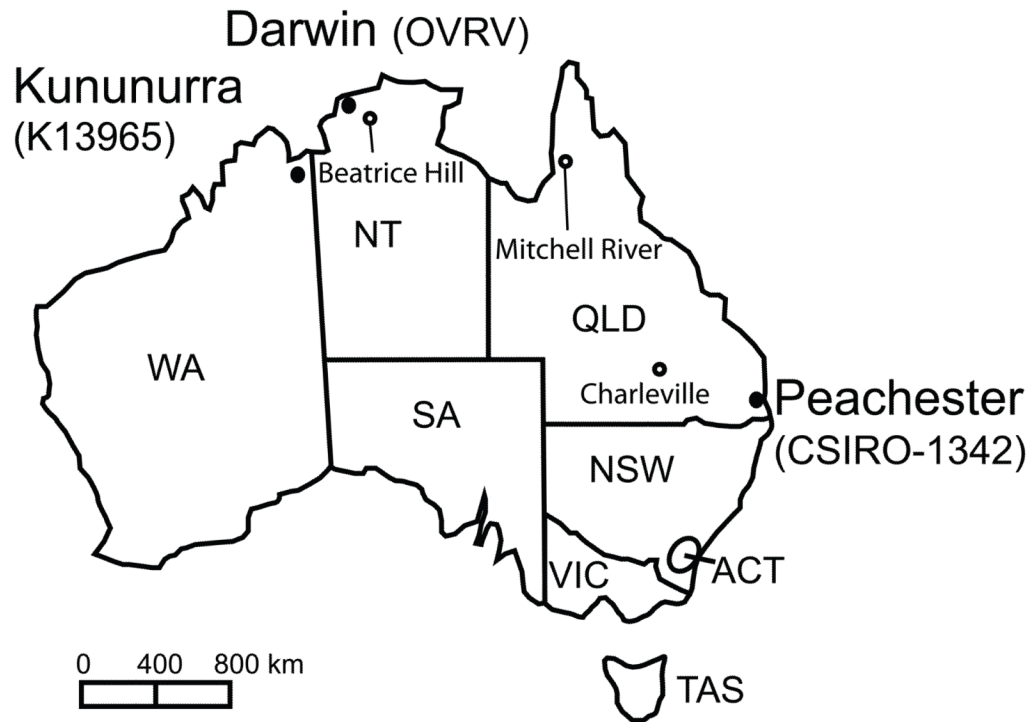 Darwin (OVRV)
Kununurra
(K13965)
Beatrice Hill
NT
Mitchell River
QLD
WA
Charleville
SA
Peachester
(CSIRO-1342)
NSW
VIC
ACT
0 400 800 km
TAS